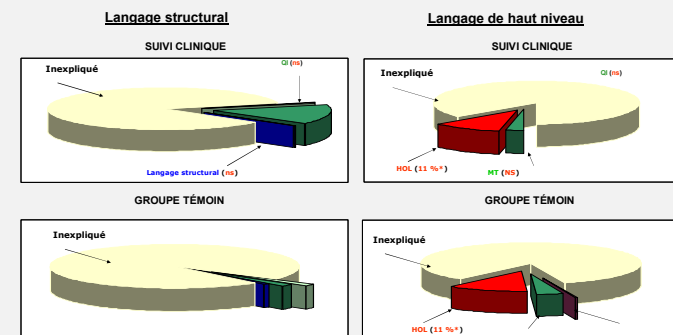 Langage structural
Langage de haut niveau
SUIVI CLINIQUE
SUIVI CLINIQUE
Inexpliqué
QI (ns)
Langage structural (ns)
Inexpliqué
QI (ns)
HOL (11 %*)
MT (NS)
GROUPE TÉMOIN
GROUPE TÉMOIN
Inexpliqué
Inexpliqué
HOL (11 %*)